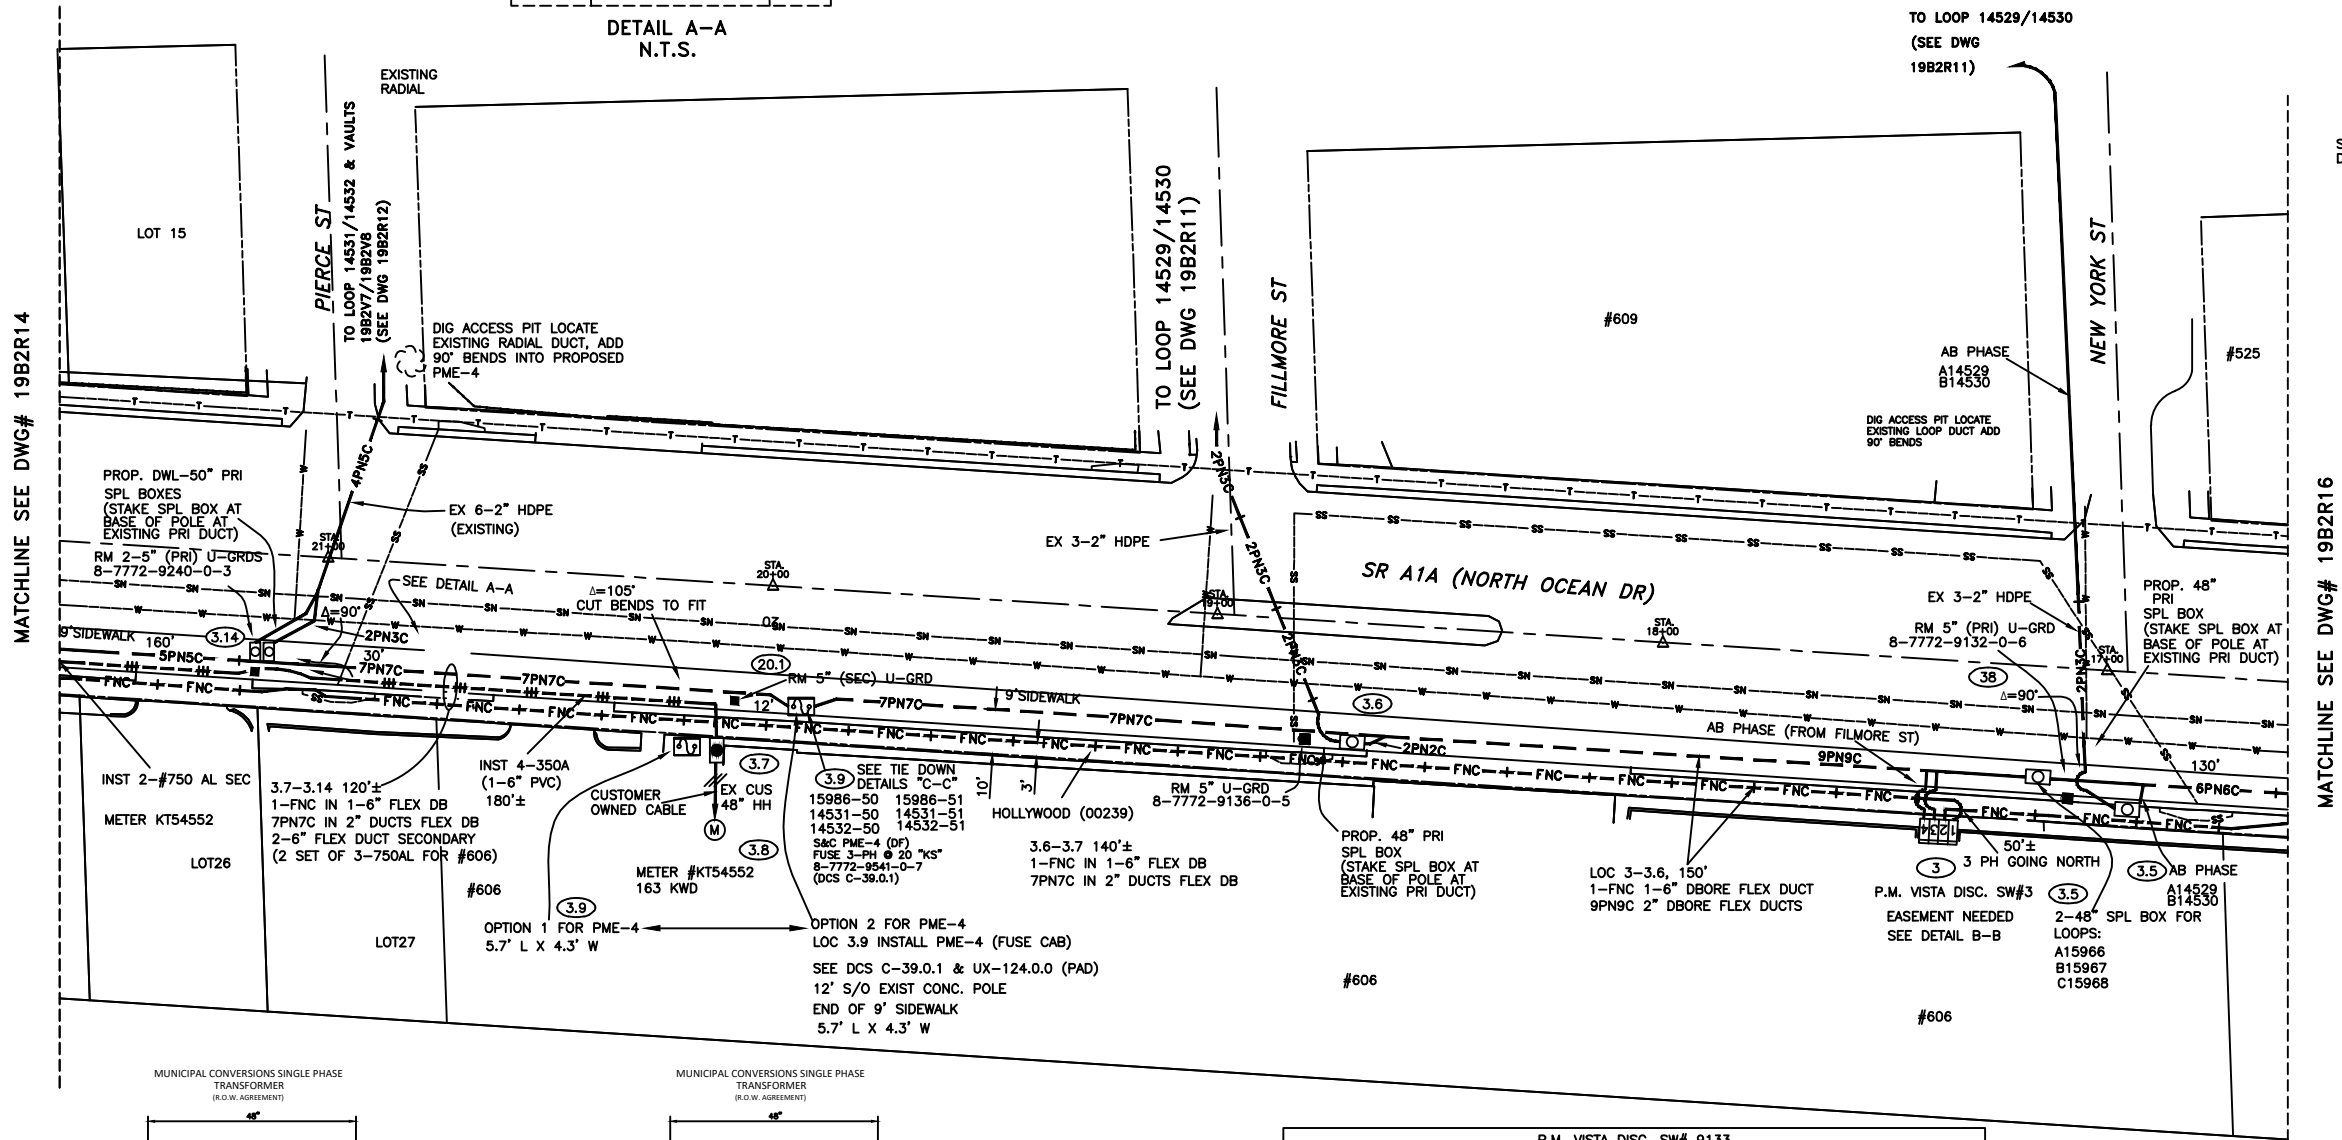 DETAIL A-A
N.T.S.
TO LOOP 14529/14530
(SEE DWG
19B2R11)
EXISTING
RADIAL
LOT 15
PIERCE ST
TO LOOP 14531/14532 & VAULTS
19B2V7/19B2V8
(SEE DWG 19B2R12)
DIG ACCESS PIT LOCATE
EXISTING RADIAL DUCT, ADD
90° BENDS INTO PROPOSED
PME-4
TO LOOP 14529/14530
(SEE DWG 19B2R11)
FILLMORE ST
#609
NEW YORK ST
#525
AB PHASE
A14529
B14530
DIG ACCESS PIT LOCATE
EXISTING LOOP DUCT ADD
90° BENDS
MATCHLINE SEE DWG# 19B2R14
MATCHLINE SEE DWG# 19B2R16
PROP. DWL-50" PRI
SPL BOXES
(STAKE SPL BOX AT
BASE OF POLE AT
EXISTING PRI DUCT)
RM 2-5" (PRI) U-GRDS
8-7772-9240-0-3
4PN5C
EX 6-2" HDPE
(EXISTING)
STA.
21+00
SEE DETAIL A-A
Δ=90°
Δ=105°
CUT BENDS TO FIT
STA.
20+00
EX 3-2" HDPE
2PN3C
2PN3C
2PN3C
STA.
19+00
SR A1A (NORTH OCEAN DR)
STA.
18+00
EX 3-2" HDPE
RM 5" (PRI) U-GRD
8-7772-9132-0-6
STA.
17+00
PROP. 48"
PRI
SPL BOX
(STAKE SPL BOX AT
BASE OF POLE AT
EXISTING PRI DUCT)
2PN3C
38
Δ=90°
9'SIDEWALK
160'
3.14
5PN5C
2PN3C
30'
7PN7C
7PN7C
20.1
RM 5" (SEC) U-GRD
12'
7PN7C
9'SIDEWALK
7PN7C
3.6
2PN2C
AB PHASE (FROM FILMORE ST)
9PN9C
130'
6PN6C
INST 2-#750 AL SEC
METER KT54552
LOT26
3.7-3.14 120'±
1-FNC IN 1-6" FLEX DB
7PN7C IN 2" DUCTS FLEX DB
2-6" FLEX DUCT SECONDARY
(2 SET OF 3-750AL FOR #606)
#606
LOT27
INST 4-350A
(1-6" PVC)
180'±
CUSTOMER
OWNED CABLE
EX CUS
48" HH
M
3.7
3.8
METER #KT54552
163 KWD
3.9
OPTION 1 FOR PME-4
5.7' L X 4.3' W
3.9
SEE TIE DOWN
DETAILS "C-C"
15986-50 15986-51
14531-50 14531-51
14532-50 14532-51
S&C PME-4 (DF)
FUSE 3-PH @ 20 "KS"
8-7772-9541-0-7
(DCS C-39.0.1)
OPTION 2 FOR PME-4
LOC 3.9 INSTALL PME-4 (FUSE CAB)
SEE DCS C-39.0.1 & UX-124.0.0 (PAD)
12' S/O EXIST CONC. POLE
END OF 9' SIDEWALK
5.7' L X 4.3' W
10'
3'
HOLLYWOOD (00239)
3.6-3.7 140'±
1-FNC IN 1-6" FLEX DB
7PN7C IN 2" DUCTS FLEX DB
RM 5" U-GRD
8-7772-9136-0-5
PROP. 48" PRI
SPL BOX
(STAKE SPL BOX AT
BASE OF POLE AT
EXISTING PRI DUCT)
#606
LOC 3-3.6, 150'
1-FNC 1-6" DBORE FLEX DUCT
9PN9C 2" DBORE FLEX DUCTS
50'±
3 PH GOING NORTH
3
P.M. VISTA DISC. SW#3
EASEMENT NEEDED
SEE DETAIL B-B
3.5
AB PHASE
A14529
B14530
3.5
2-48" SPL BOX FOR
LOOPS:
A15966
B15967
C15968
#606
MUNICIPAL CONVERSIONS SINGLE PHASE
TRANSFORMER
(R.O.W. AGREEMENT)
48"
MUNICIPAL CONVERSIONS SINGLE PHASE
TRANSFORMER
(R.O.W. AGREEMENT)
48"
P.M. VISTA DISC. SW# 9133